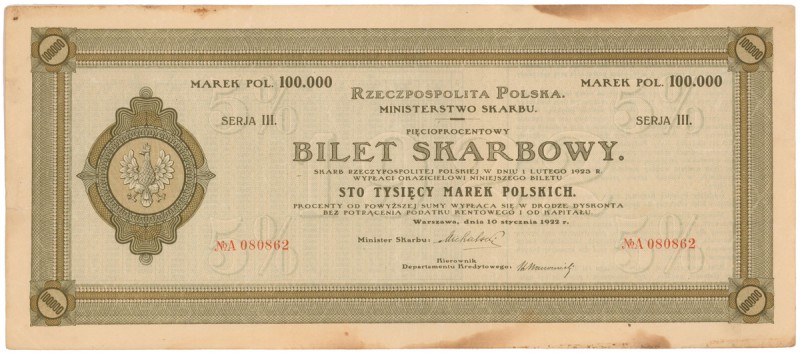 100000
100000
MAREK POL. 100.000
MAREK POL. 100.000
RZECZPOSPOLITA POLSKA.
MINISTERSTWO SKARBU.
5%
5%
SERJA III.
SERJA III.
PIĘCIOPROCENTOWY
BILET SKARBOWY.
SKARB RZECZYPOSPOLITEJ POLSKIEJ W DNIU 1 LUTEGO 1923 R.
WYPŁACI OKAZICIELOWI NINIEJSZEGO BILETU
STO TYSIĘCY MAREK POLSKICH.
PROCENTY OD POWYŻSZEJ SUMY WYPŁACA SIĘ W DRODZE DYSKONTA
BEZ POTRĄCENIA PODATKU RENTOWEGO I OD KAPITAŁU
Warszawa, dnia 10 stycznia 1922 r.
5%
5%
№A 080862
Minister Skarbu:
№A 080862
Kierownik
Departamentu Kredytowego:
100000
100000